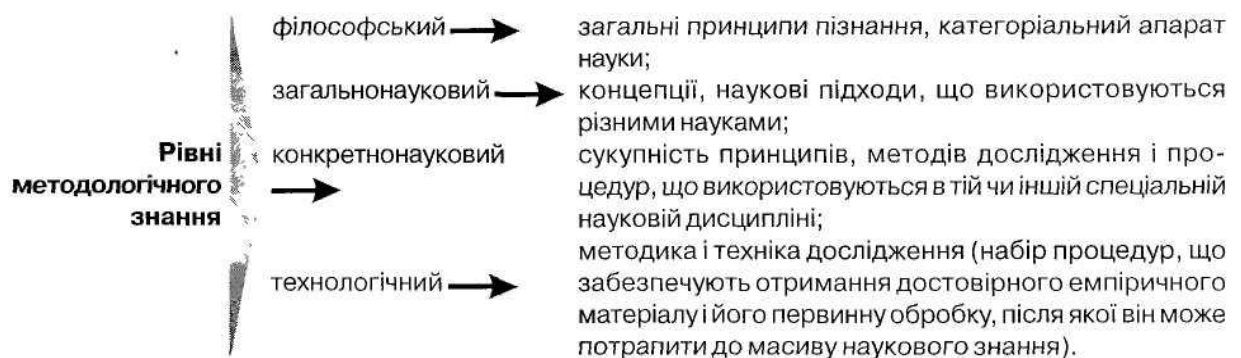 філософський
загальні принципи пізнання, категоріальний апарат
науки;
загальнонауковий
концепції, наукові підходи, що використовуються
різними науками;
Рівні
методологічного
знання
конкретнонауковий
сукупність принципів, методів дослідження і про-
цедур, що використовуються в тій чи іншій спеціальній
науковій дисципліні;
технологічний
методика і техніка дослідження (набір процедур, що
забезпечують отримання достовірного емпіричного
матеріалу і його первинну обробку, після якої він може
потрапити до масиву наукового знання).